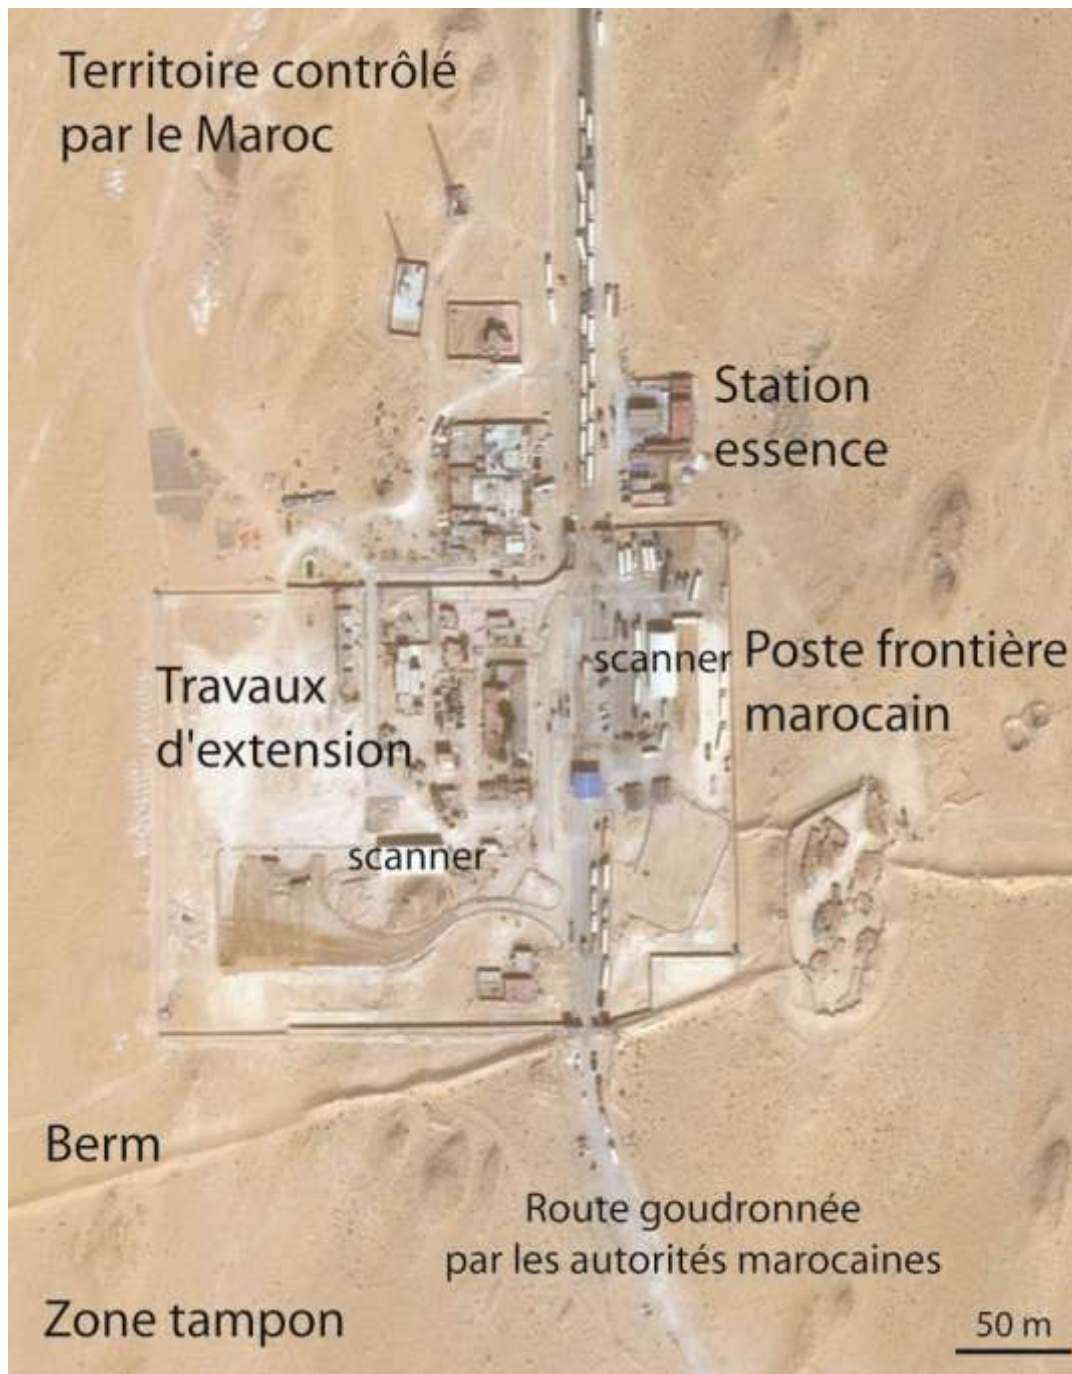 Territoire contrôlé
par le Maroc
Station
essence
scanner
Poste frontière
marocain
Travaux
d'extension
scanner
Berm
Route goudronnée
par les autorités marocaines
Zone tampon
50 m